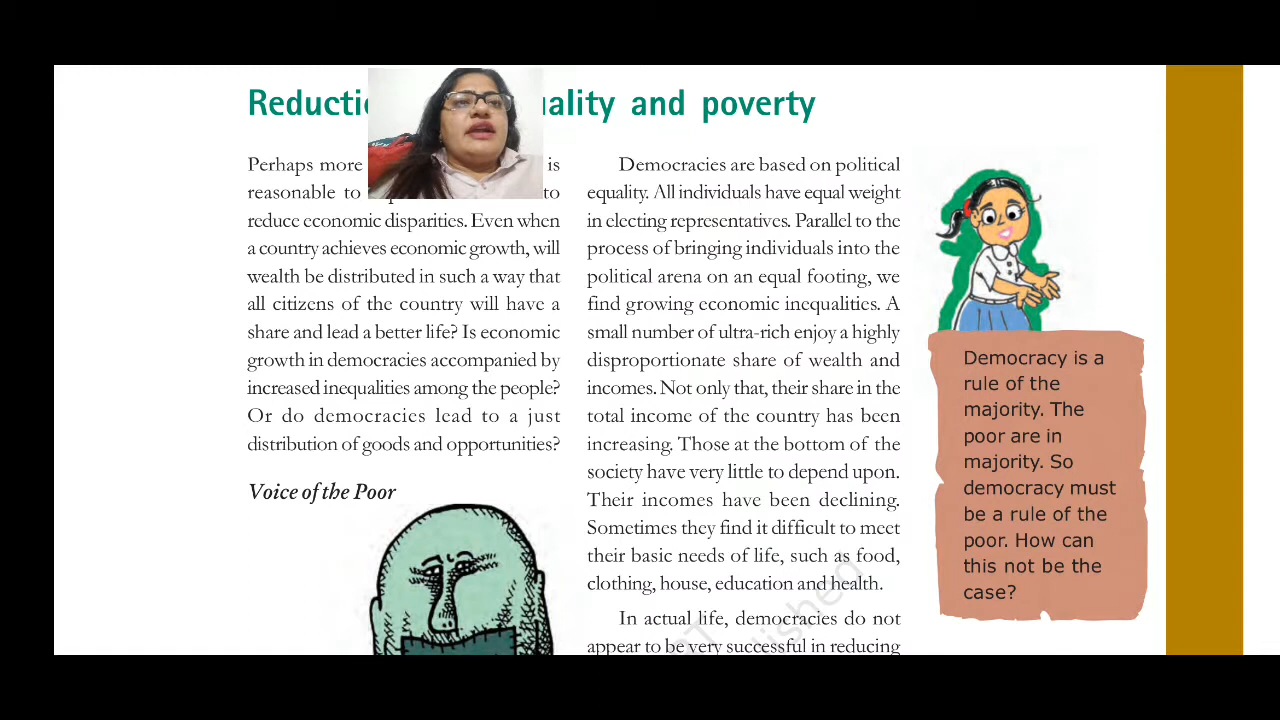 Reducti uality and poverty
Perhaps more is
reasonable to to
reduce economic disparities. Even when
a country achieves economic growth, will
wealth be distributed in such a way that
all citizens of the country will have a
share and lead a better life? Is economic
growth in democracies accompanied by
increased inequalities among the people?
Or do democracies lead to a just
distribution of goods and opportunities?
Voice of the Poor
Democracies are based on political
equality. All individuals have equal weight
in electing representatives. Parallel to the
process of bringing individuals into the
political arena on an equal footing, we
find growing economic inequalities. A
small number of ultra-rich enjoy a highly
disproportionate share of wealth and
incomes. Not only that, their share in the
total income of the country has been
increasing. Those at the bottom of the
society have very little to depend upon.
Their incomes have been declining.
Sometimes they find it difficult to meet
their basic needs of life, such as food,
clothing, house, education and health.
In actual life, democracies do not
appear to be very successful in reducing
Democracy is a
rule of the
majority. The
poor are in
majority. So
democracy must
be a rule of the
poor. How can
this not be the
case?